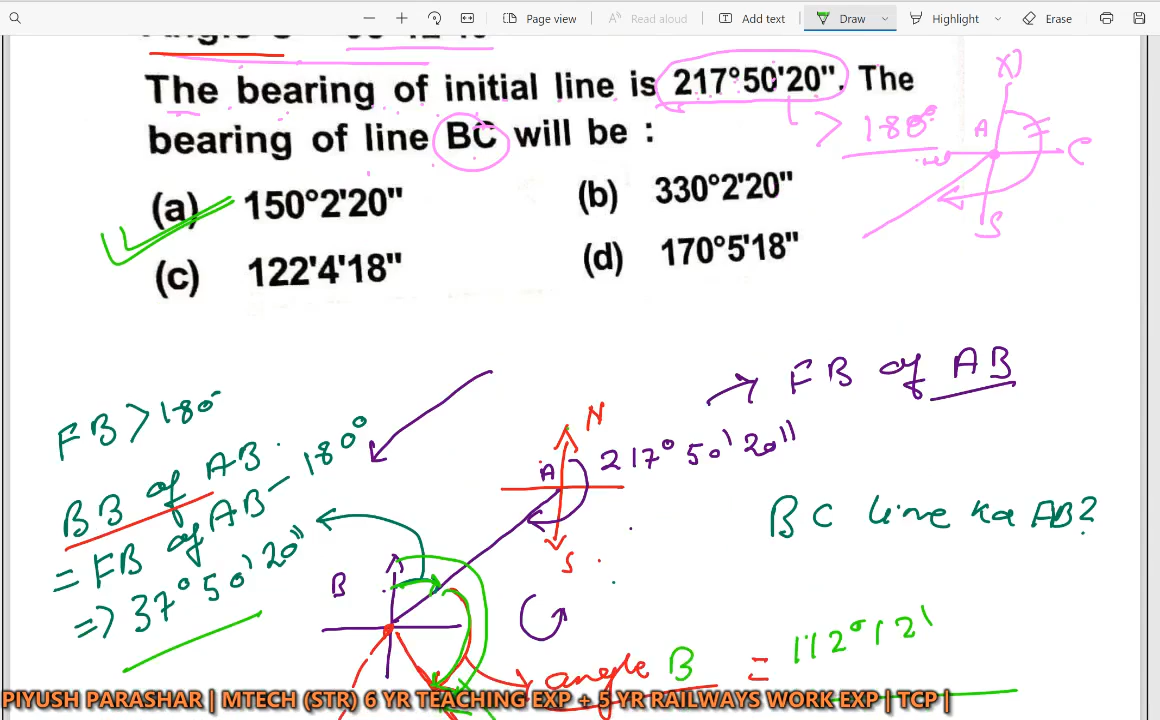 Page view
Read aloud
Add text
Draw
Highlight
Erase
The bearing of initial line is 217°50'20". The
bearing of line BC will be :
(a) 150°2'20"
(b) 330°2'20"
(c) 122'4'18"
(d) 170°5'18"
> 180°
N
A
C
S
FB > 180°
BB of AB
= FB of AB - 180°
=> 37° 50' 20"
→ FB of AB
N
A
217° 50' 20"
S
BC line ka AB?
B
angle B = 112° 12'
PIYUSH PARASHAR | MTECH (STR) 6 YR TEACHING EXP + 5 YR RAILWAYS WORK EXP | TCP |